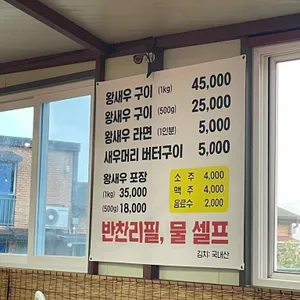 왕새우 구이 (1kg) 45,000
왕새우 구이 (500g) 25,000
왕새우 라면 (1인분) 5,000
새우머리 버터구이 5,000
왕새우 포장
(1kg) 35,000
(500g) 18,000
소 주 4,000
맥 주 4,000
음료수 2,000
반찬리필, 물 셀프
김치: 국내산